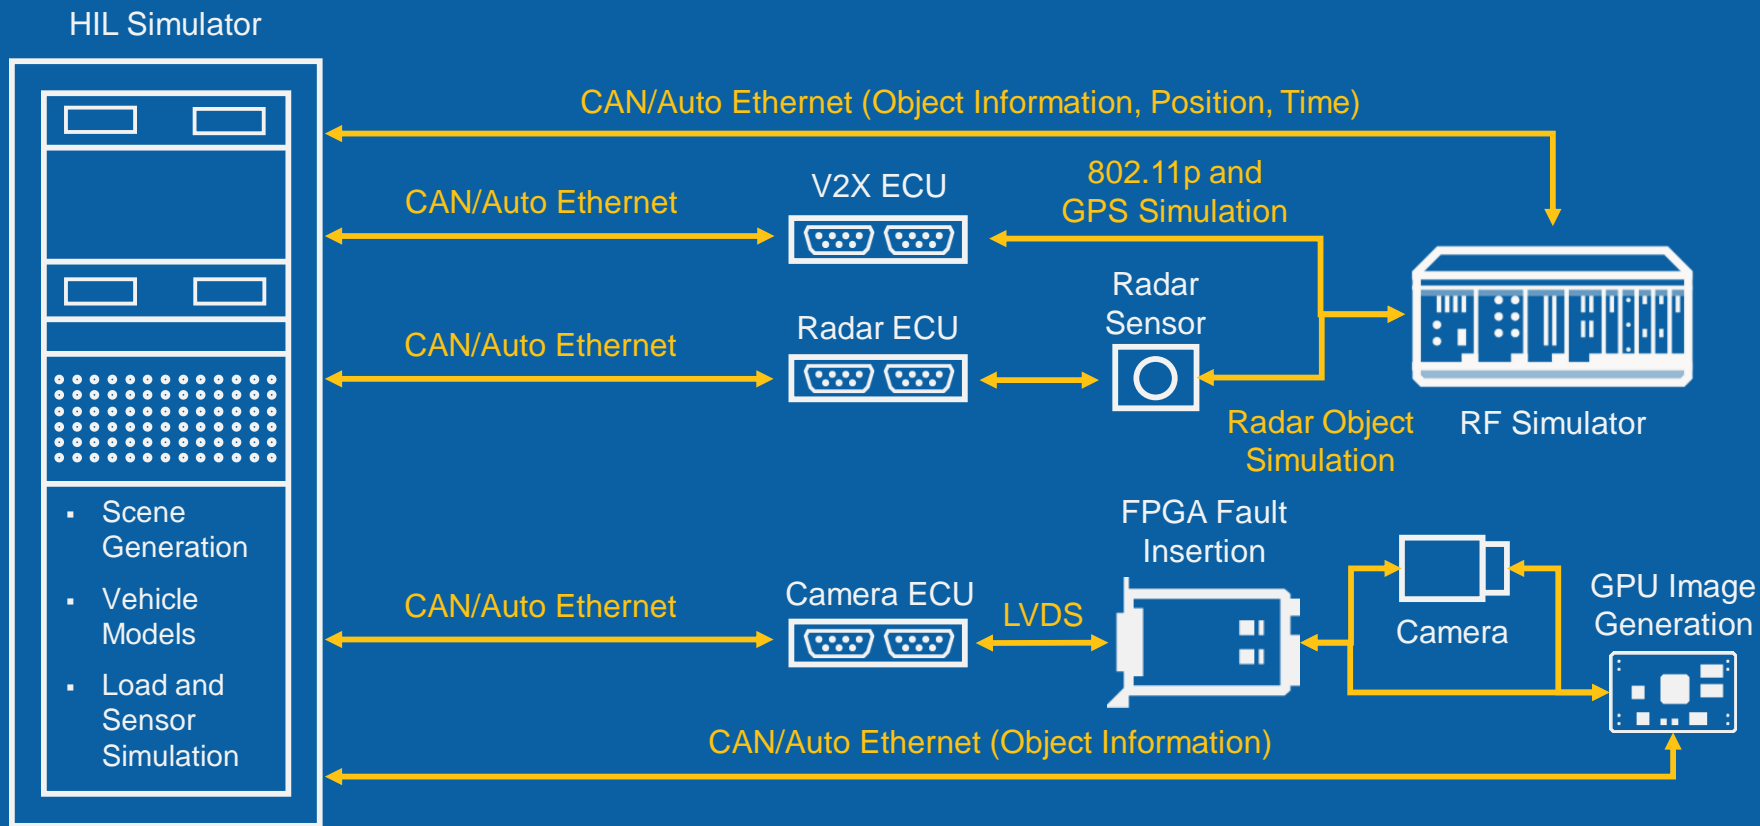 HIL Simulator
CAN/Auto Ethernet (Object Information, Position, Time)
CAN/Auto Ethernet
V2X ECU
802.11p and
GPS Simulation
CAN/Auto Ethernet
Radar ECU
Radar
Sensor
Radar Object
Simulation
RF Simulator
▪ Scene
Generation
▪ Vehicle
Models
▪ Load and
Sensor
Simulation
CAN/Auto Ethernet
Camera ECU
LVDS
FPGA Fault
Insertion
Camera
GPU Image
Generation
CAN/Auto Ethernet (Object Information)